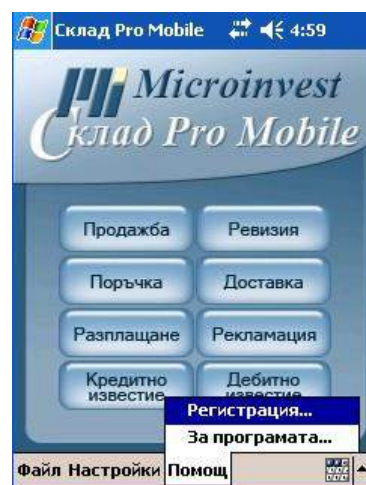 Склад Pro Mobile 4:59
Microinvest
Склад Pro Mobile
Продажба Ревизия
Поръчка Доставка
Разплащане Рекламация
Кредитно известие Дебитно известие
Регистрация...
За програмата...
Файл Настройки Помощ